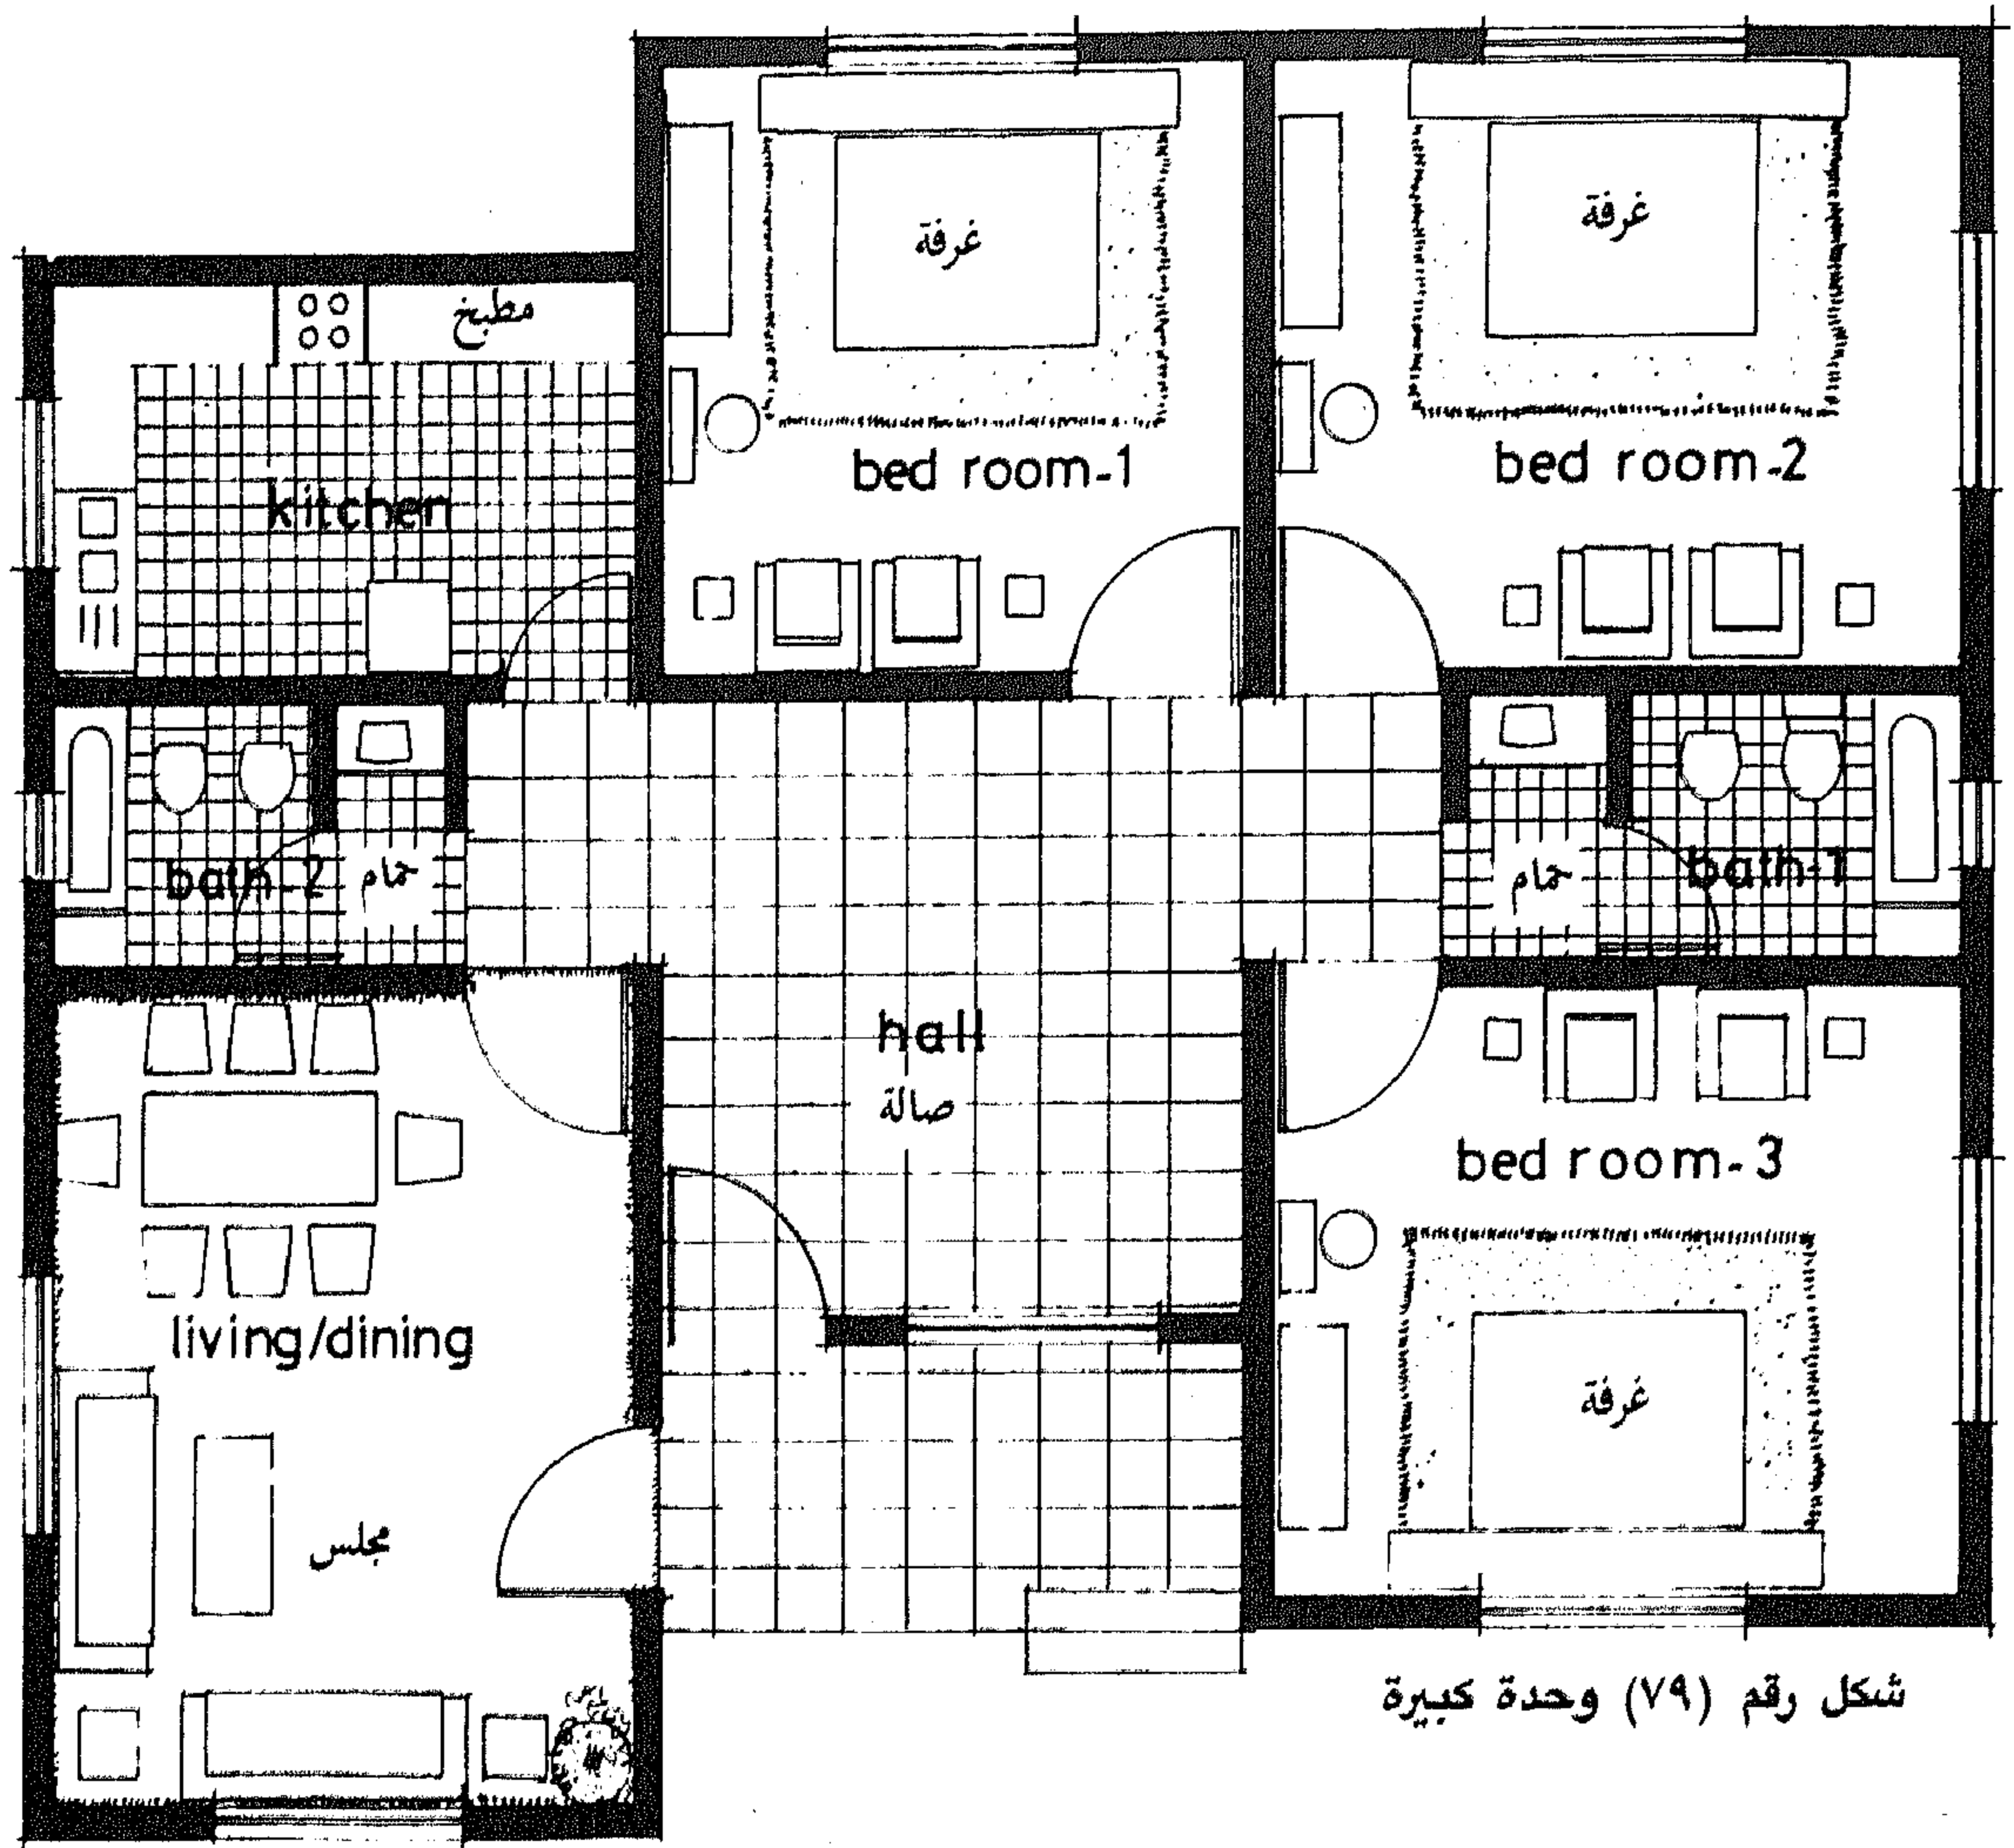 غرفة
bed room-1
غرفة
bed room-2
مطبخ
kitchen
bath-2
حمام
حمام
bath-1
hall
صالة
living/dining
مجلس
bed room-3
غرفة
شكل رقم (٧٩) وحدة كبيرة